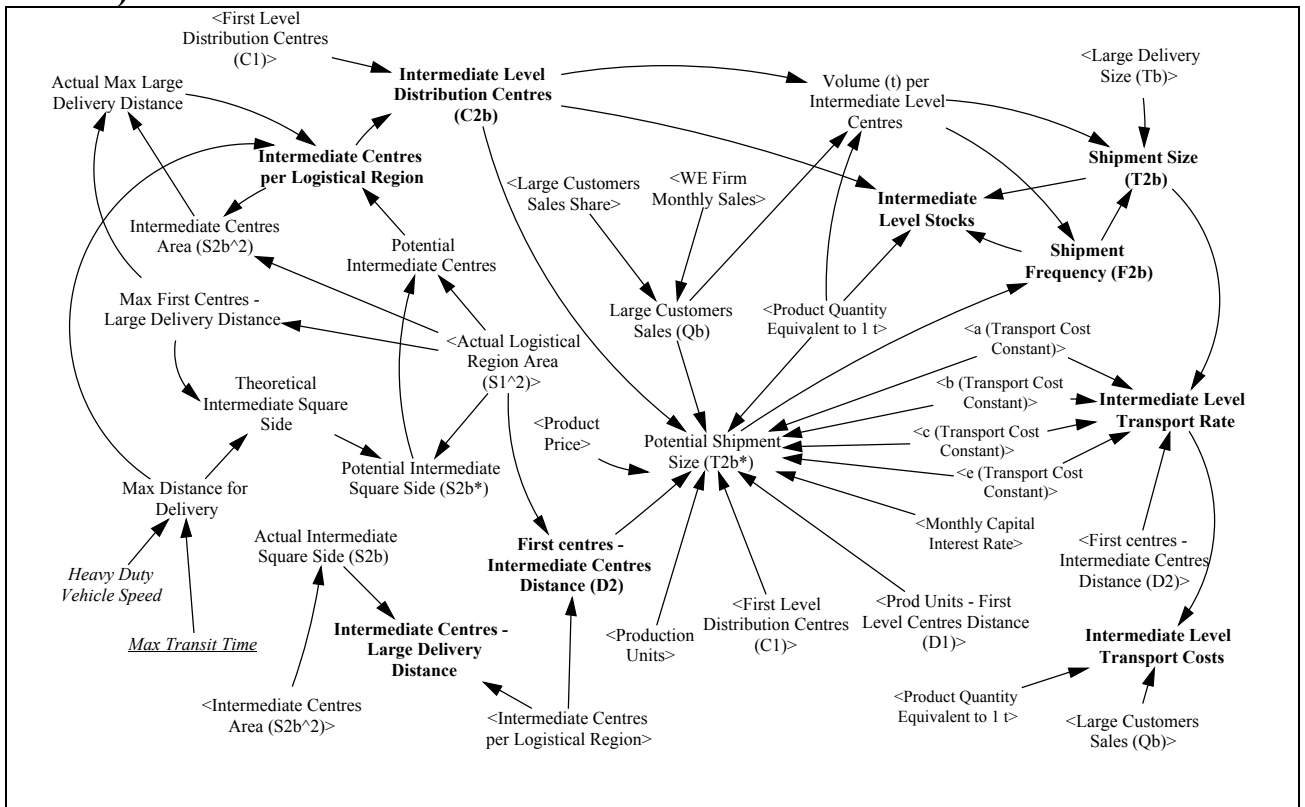 <First Level
Distribution Centres
(C1)>
Actual Max Large
Delivery Distance
Intermediate Level
Distribution Centres
(C2b)
Volume (t) per
Intermediate Level
Centres
<Large Delivery
Size (Tb)>
Intermediate Centres
per Logistical Region
Shipment Size
(T2b)
<Large Customers
Sales Share>
<WE Firm
Monthly Sales>
Intermediate
Level Stocks
Intermediate Centres
Area (S2b^2)
Potential
Intermediate Centres
Shipment
Frequency (F2b)
Max First Centres -
Large Delivery Distance
Large Customers
Sales (Qb)
<Product Quantity
Equivalent to 1 t>
<Actual Logistical
Region Area
(S1^2)>
<a (Transport Cost
Constant)>
Theoretical
Intermediate Square
Side
<b (Transport Cost
Constant)>
Intermediate Level
Transport Rate
<Product
Price>
Potential Shipment
Size (T2b*)
<c (Transport Cost
Constant)>
Potential Intermediate
Square Side (S2b*)
<e (Transport Cost
Constant)>
Max Distance for
Delivery
Actual Intermediate
Square Side (S2b)
First centres -
Intermediate Centres
Distance (D2)
<Monthly Capital
Interest Rate>
<First centres -
Intermediate Centres
Distance (D2)>
Heavy Duty
Vehicle Speed
Max Transit Time
Intermediate Centres -
Large Delivery
Distance
<Production
Units>
<First Level
Distribution Centres
(C1)>
<Prod Units - First
Level Centres Distance
(D1)>
Intermediate Level
Transport Costs
<Intermediate Centres
Area (S2b^2)>
<Intermediate Centres
per Logistical Region>
<Product Quantity
Equivalent to 1 t>
<Large Customers
Sales (Qb)>